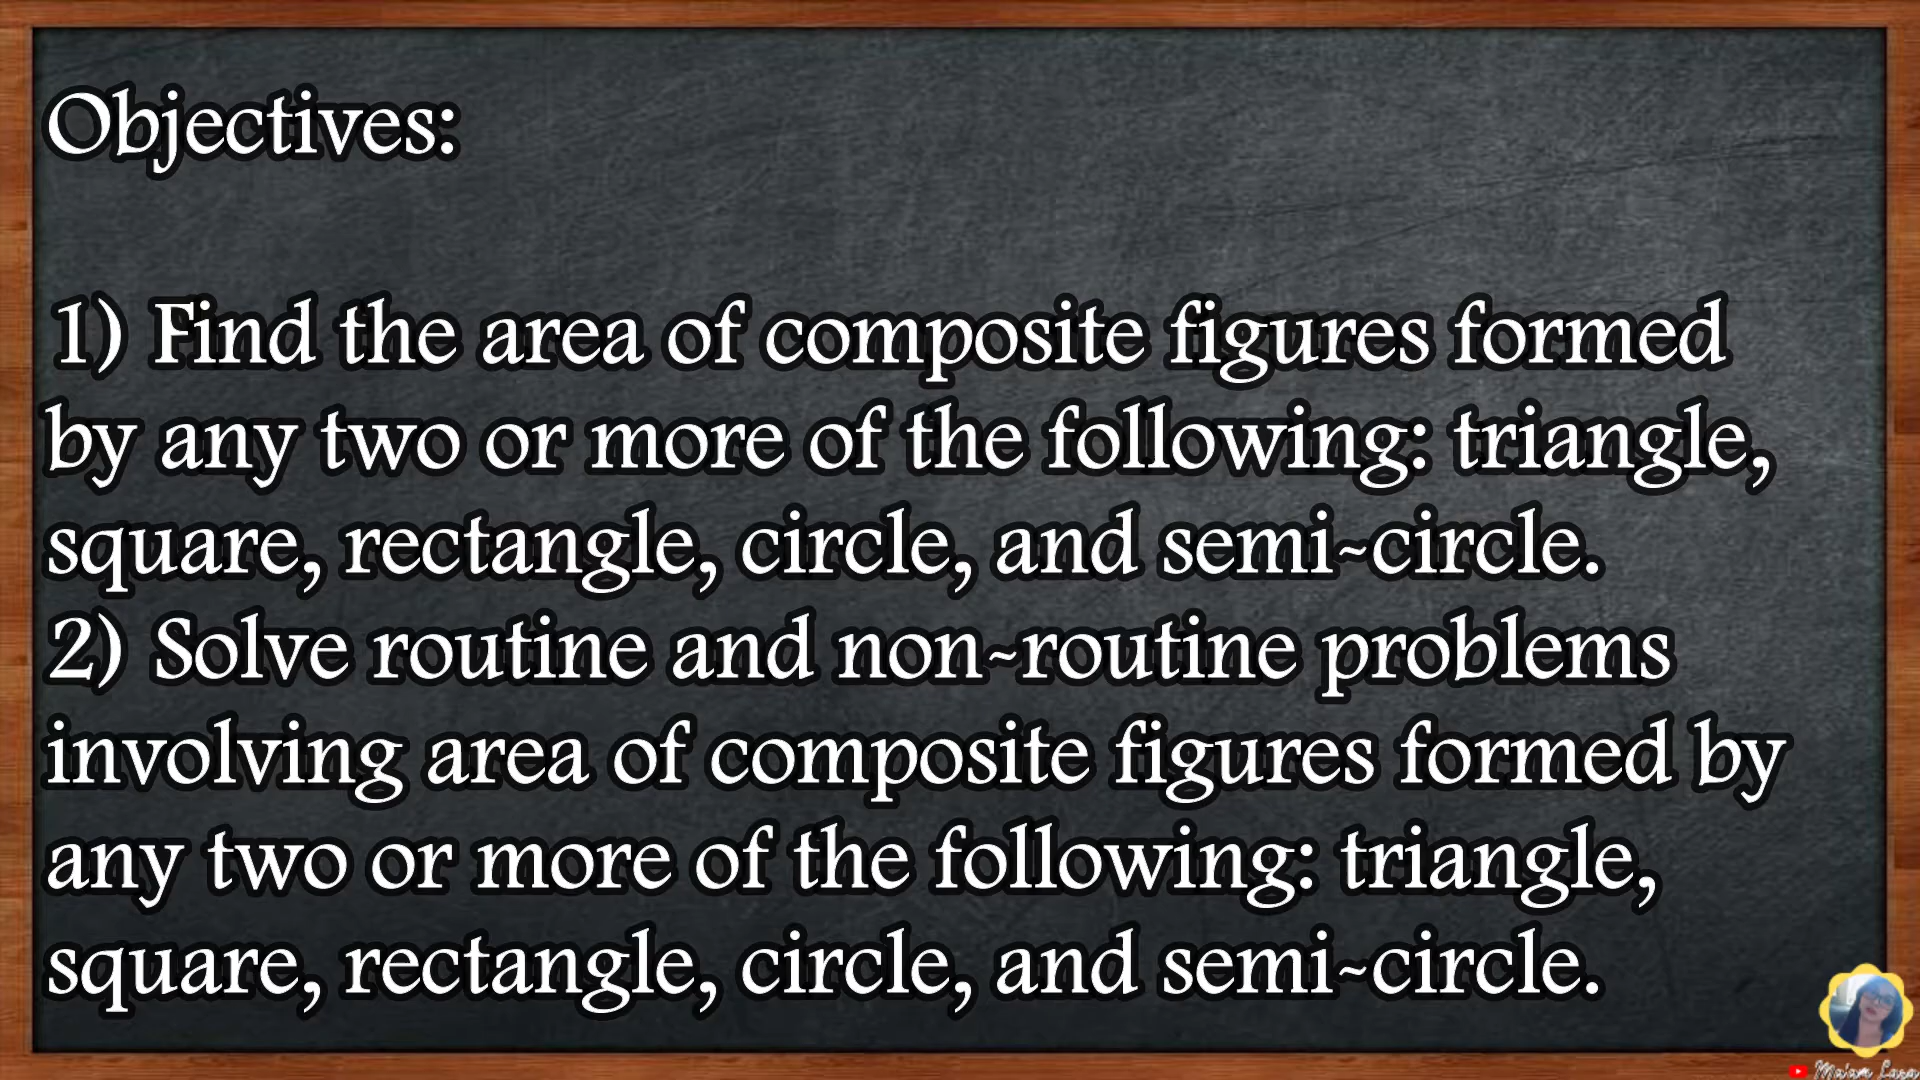 Objectives:
1) Find the area of composite figures formed
by any two or more of the following: triangle,
square, rectangle, circle, and semi-circle.
2) Solve routine and non-routine problems
involving area of composite figures formed by
any two or more of the following: triangle,
square, rectangle, circle, and semi-circle.
Ma'am